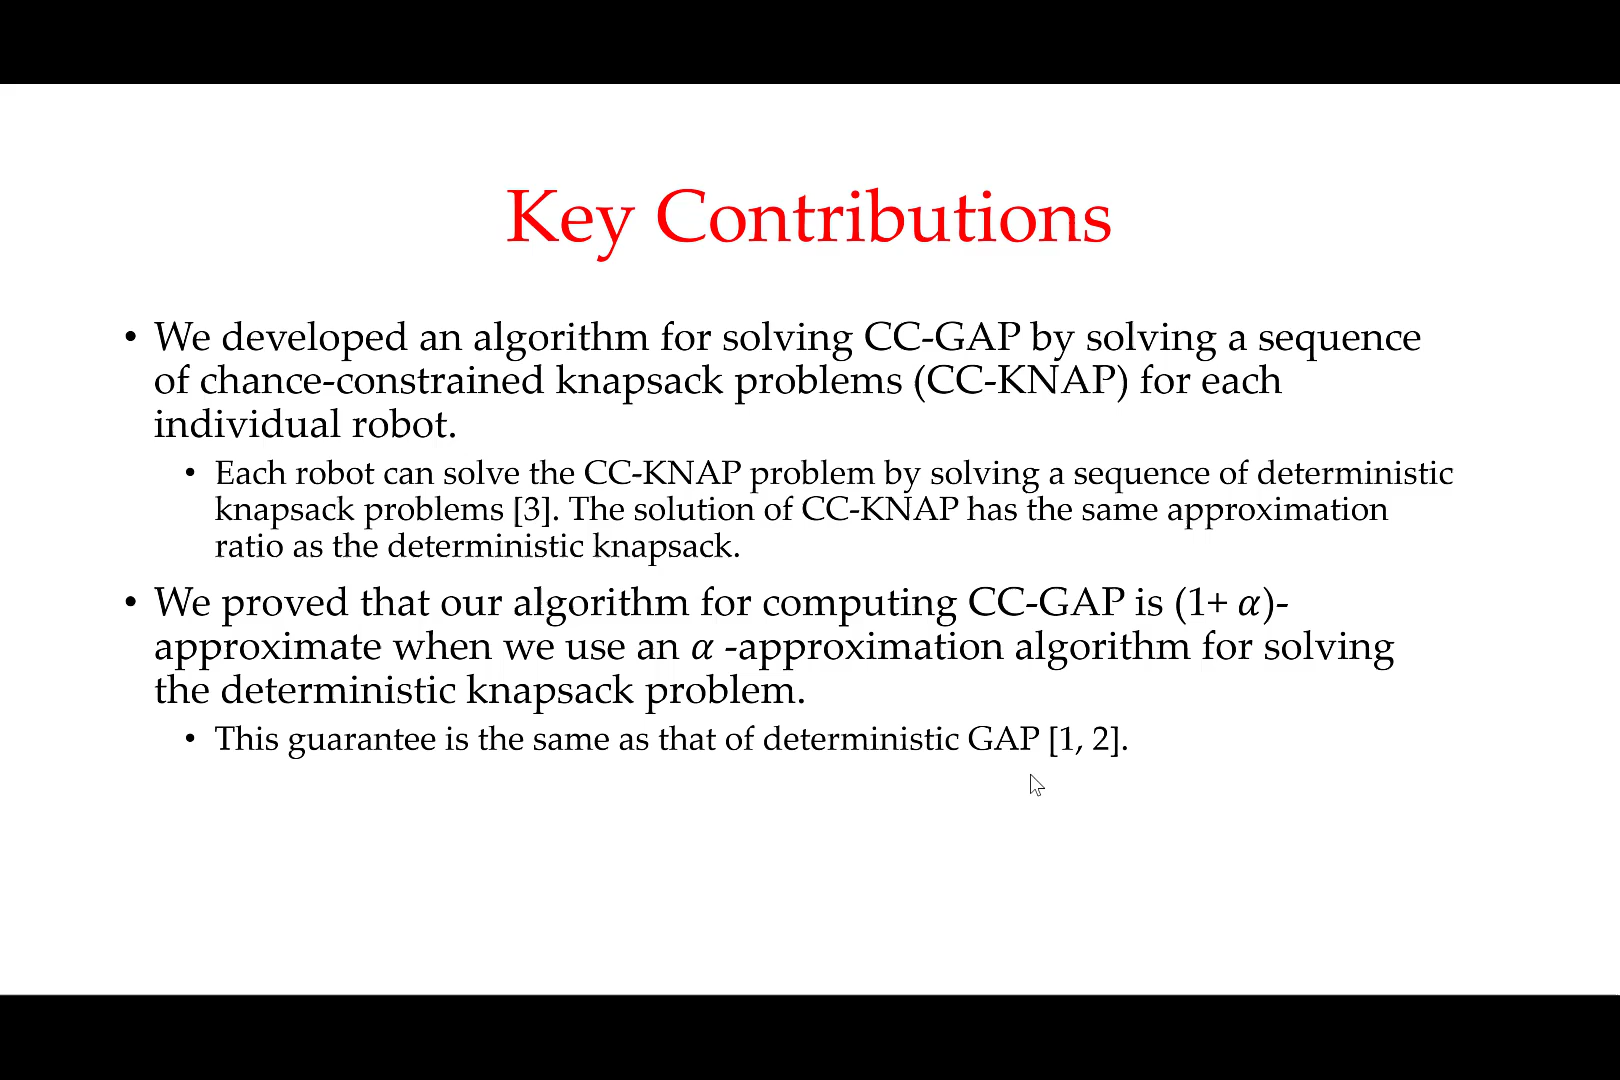 Key Contributions
• We developed an algorithm for solving CC-GAP by solving a sequence
of chance-constrained knapsack problems (CC-KNAP) for each
individual robot.
• Each robot can solve the CC-KNAP problem by solving a sequence of deterministic
knapsack problems [3]. The solution of CC-KNAP has the same approximation
ratio as the deterministic knapsack.
• We proved that our algorithm for computing CC-GAP is (1+ α)-
approximate when we use an α -approximation algorithm for solving
the deterministic knapsack problem.
• This guarantee is the same as that of deterministic GAP [1, 2].